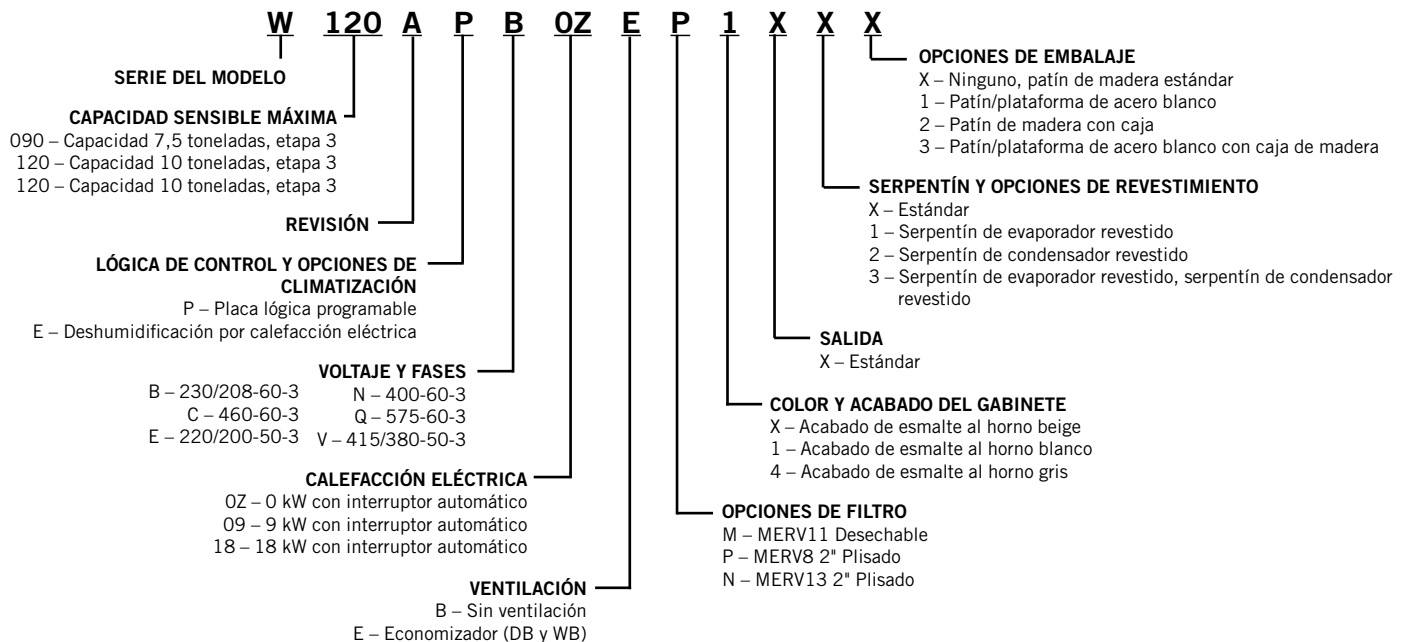 W 120 A P B 0Z E P 1 X X X
SERIE DEL MODELO
CAPACIDAD SENSIBLE MÁXIMA
090 – Capacidad 7,5 toneladas, etapa 3
120 – Capacidad 10 toneladas, etapa 3
120 – Capacidad 10 toneladas, etapa 3
REVISIÓN
LÓGICA DE CONTROL Y OPCIONES DE
CLIMATIZACIÓN
P – Placa lógica programable
E – Deshumidificación por calefacción eléctrica
VOLTAJE Y FASES
B – 230/208-60-3 N – 400-60-3
C – 460-60-3 Q – 575-60-3
E – 220/200-50-3 V – 415/380-50-3
CALEFACCIÓN ELÉCTRICA
0Z – 0 kW con interruptor automático
09 – 9 kW con interruptor automático
18 – 18 kW con interruptor automático
VENTILACIÓN
B – Sin ventilación
E – Economizador (DB y WB)
OPCIONES DE EMBALAJE
X – Ninguno, patín de madera estándar
1 – Patín/plataforma de acero blanco
2 – Patín de madera con caja
3 – Patín/plataforma de acero blanco con caja de madera
SERPENTÍN Y OPCIONES DE REVESTIMIENTO
X – Estándar
1 – Serpentín de evaporador revestido
2 – Serpentín de condensador revestido
3 – Serpentín de evaporador revestido, serpentín de condensador
revestido
SALIDA
X – Estándar
COLOR Y ACABADO DEL GABINETE
X – Acabado de esmalte al horno beige
1 – Acabado de esmalte al horno blanco
4 – Acabado de esmalte al horno gris
OPCIONES DE FILTRO
M – MERV11 Desechable
P – MERV8 2" Plisado
N – MERV13 2" Plisado